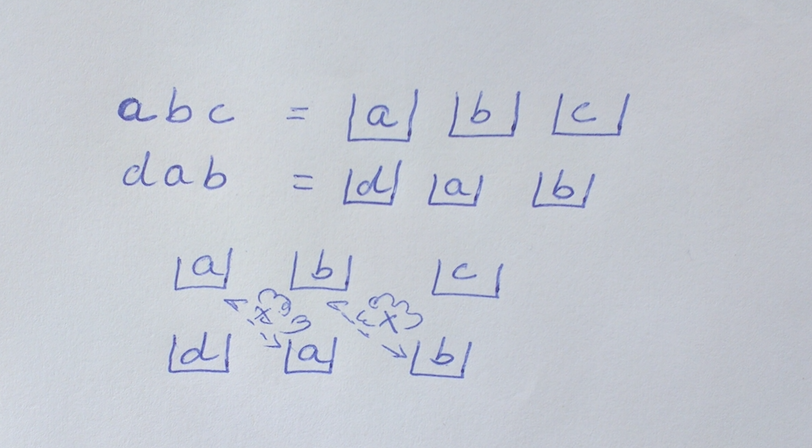 abc = a b c
dab = d a b
a b c
x x
d a b